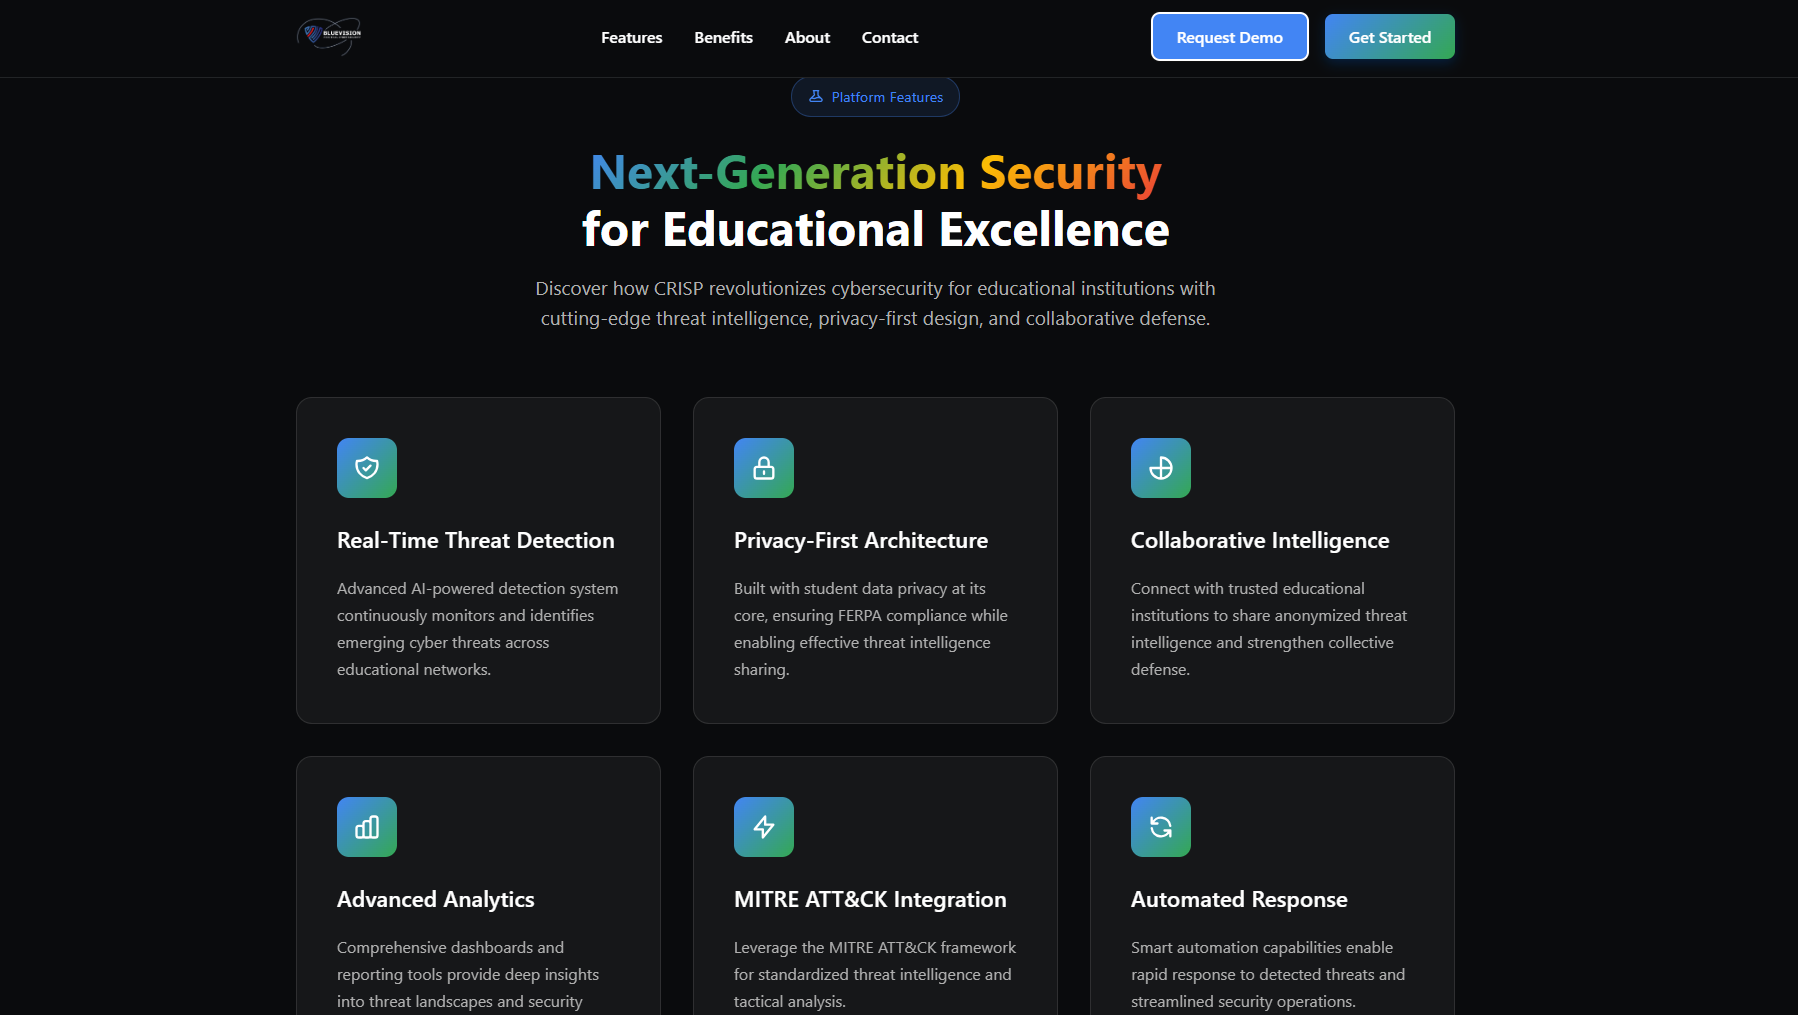 BLUEVISION
Features
Benefits
About
Contact
Request Demo
Get Started
Platform Features
Next-Generation Security
for Educational Excellence
Discover how CRISP revolutionizes cybersecurity for educational institutions with
cutting-edge threat intelligence, privacy-first design, and collaborative defense.
Real-Time Threat Detection
Advanced AI-powered detection system
continuously monitors and identifies
emerging cyber threats across
educational networks.
Privacy-First Architecture
Built with student data privacy at its
core, ensuring FERPA compliance while
enabling effective threat intelligence
sharing.
Collaborative Intelligence
Connect with trusted educational
institutions to share anonymized threat
intelligence and strengthen collective
defense.
Advanced Analytics
Comprehensive dashboards and
reporting tools provide deep insights
into threat landscapes and security
MITRE ATT&CK Integration
Leverage the MITRE ATT&CK framework
for standardized threat intelligence and
tactical analysis.
Automated Response
Smart automation capabilities enable
rapid response to detected threats and
streamlined security operations.